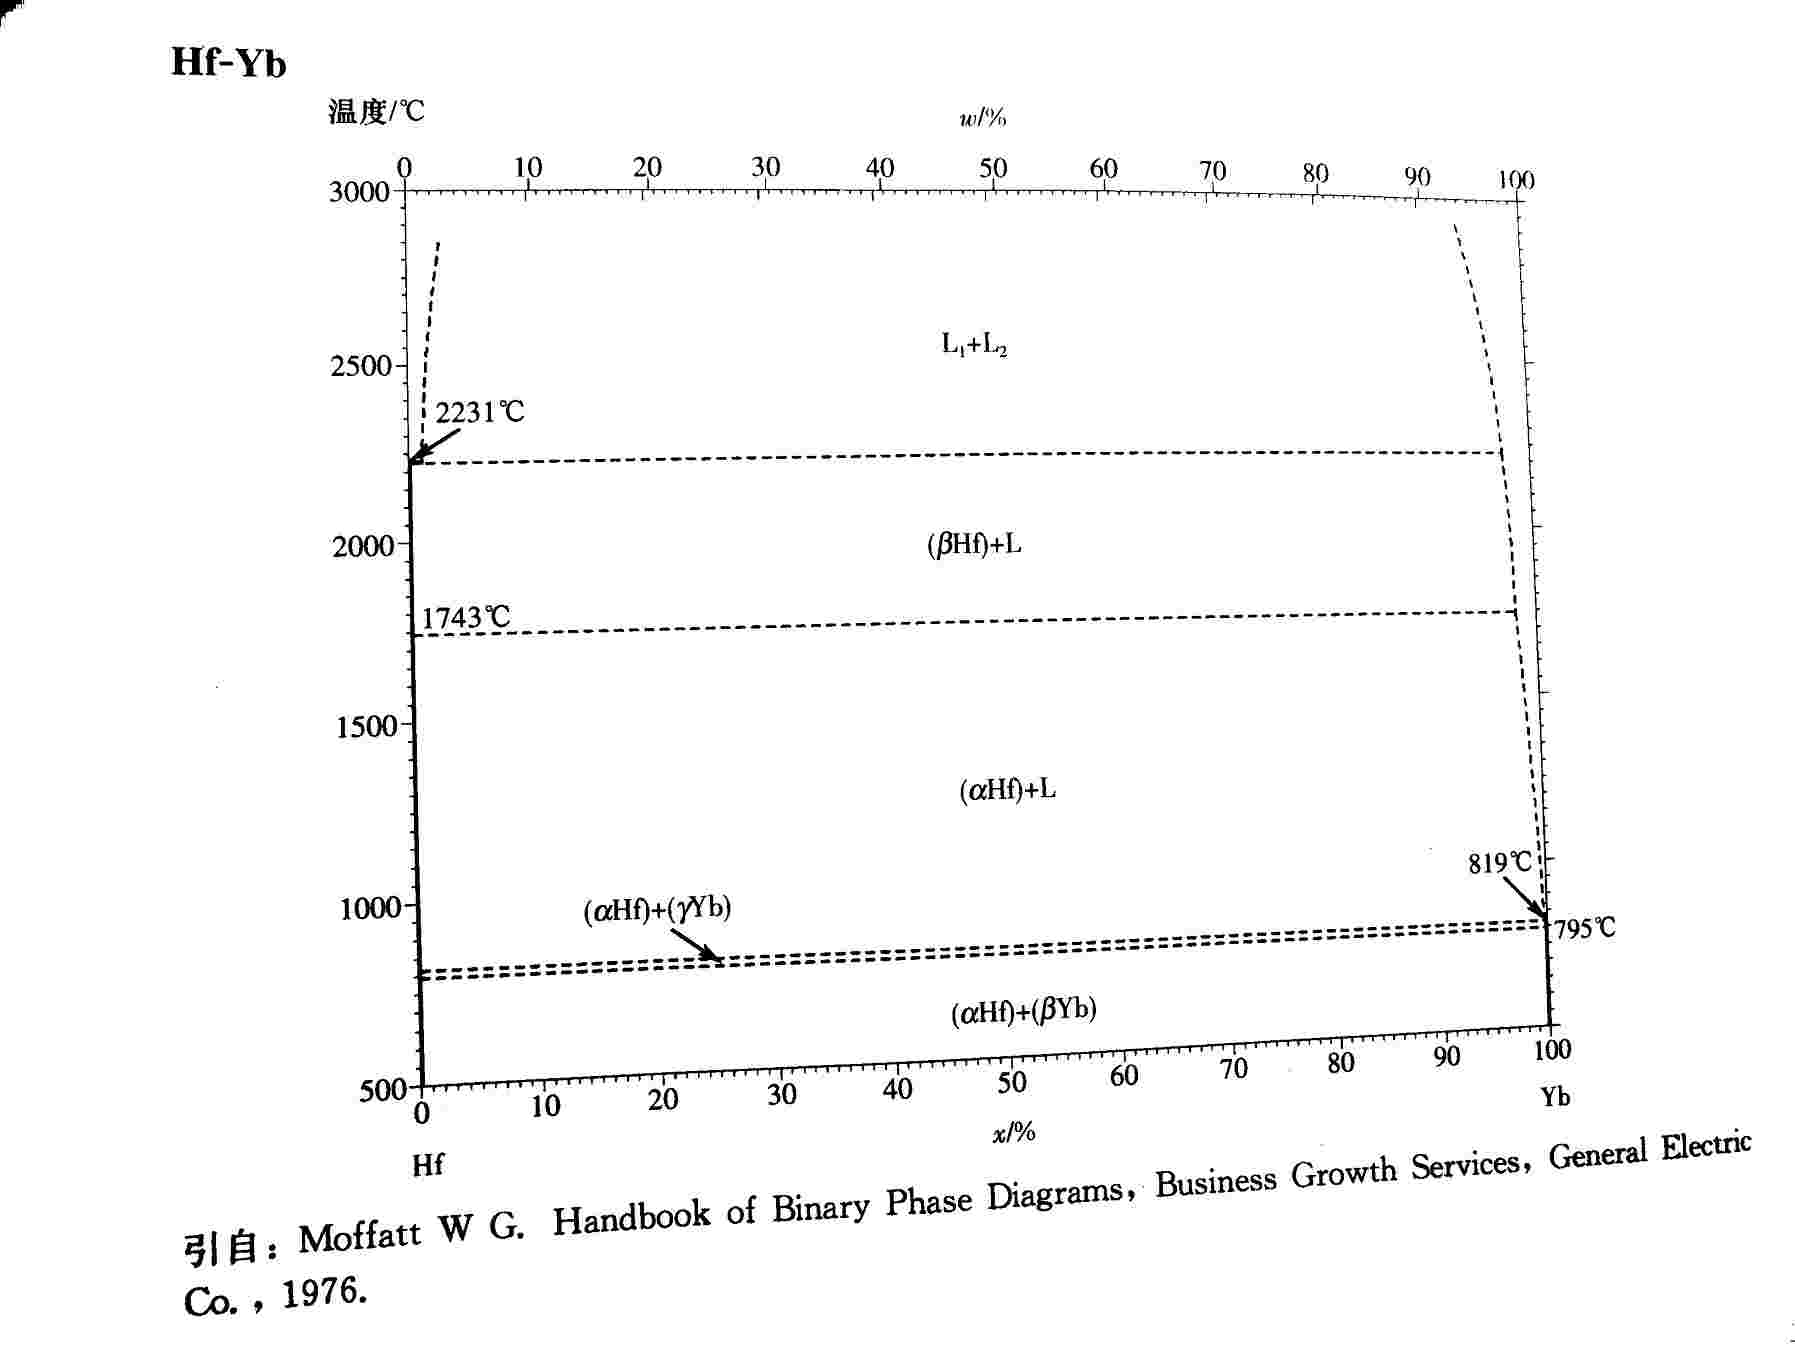 Hf-Yb
温度/℃
w/%
0 10 20 30 40 50 60 70 80 90 100
3000
L₁+L₂
2500
2231℃
2000
(βHf)+L
1743℃
1500
(αHf)+L
819℃
1000
(αHf)+(γYb)
795℃
(αHf)+(βYb)
500
0 10 20 30 40 50 60 70 80 90 100
Hf
x/%
Yb
引自：Moffatt W G. Handbook of Binary Phase Diagrams, Business Growth Services, General Electric
Co., 1976.